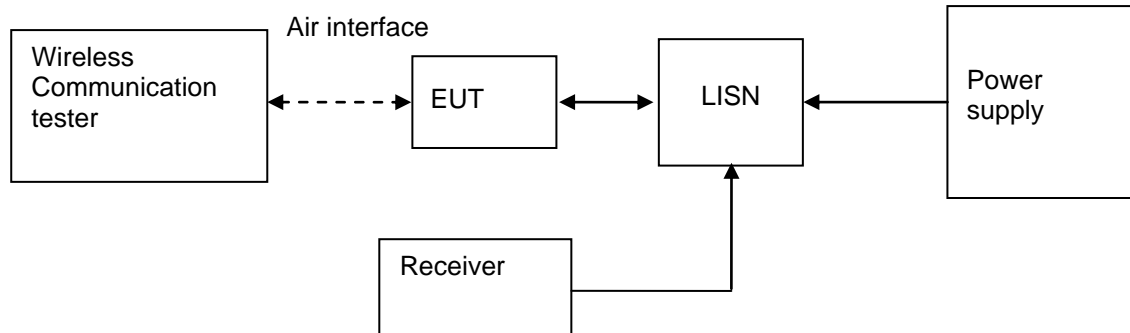 Air interface
Wireless
Communication
tester
EUT
LISN
Power
supply
Receiver